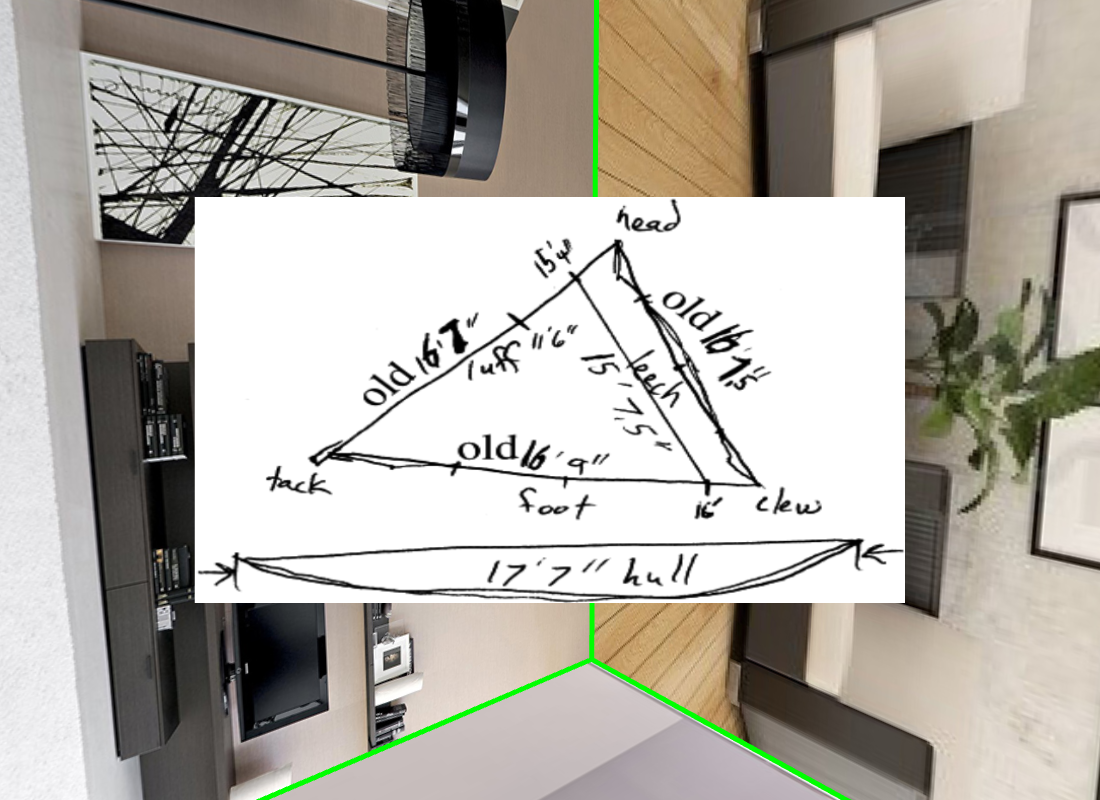 head
15'4"
old 16'7"
old 16'7.5"
luff 11'6"
leech
15'7.5"
old 16'9"
tack
foot
16'
clew
17'7" hull